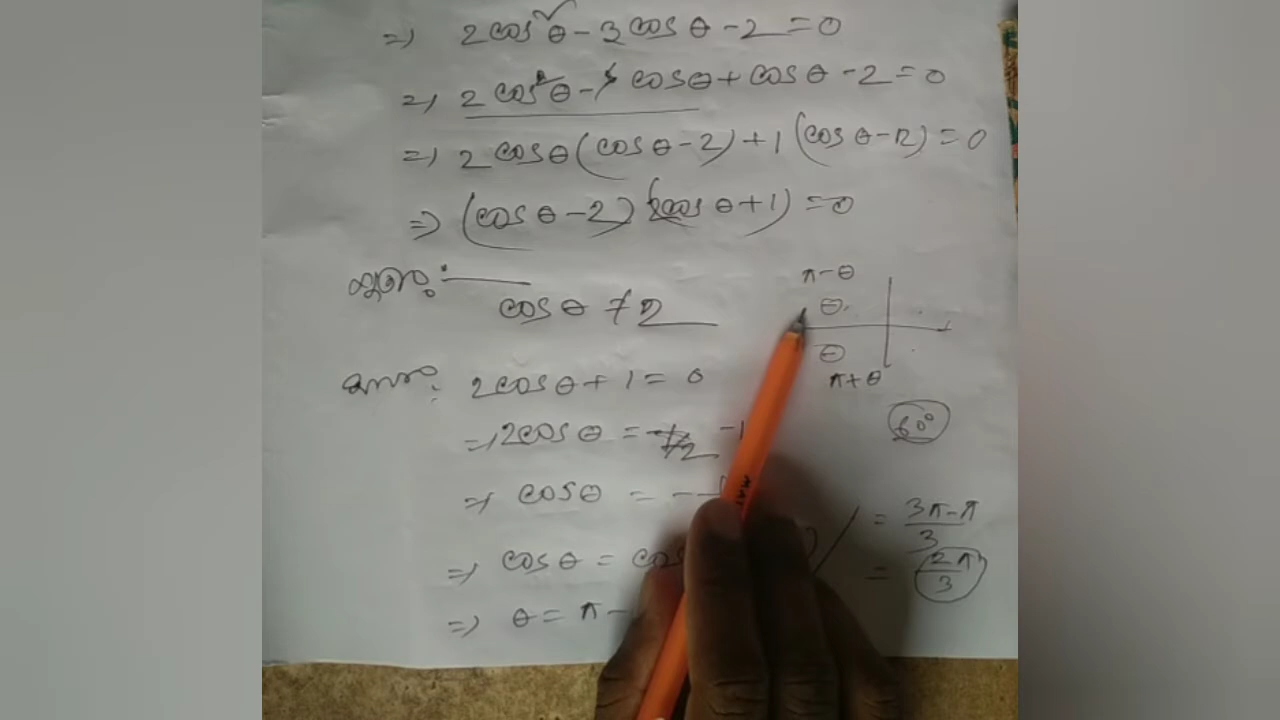 =) 2cos²θ-3cosθ-2=0
=) 2cos²θ-4cosθ+cosθ-2=0
=) 2cosθ(cosθ-2)+1(cosθ-2)=0
=) (cosθ-2)(2cosθ+1)=0
π-θ
cosθ≠2
θ
θ
π+θ
2cosθ+1=0
60°
=) 2cosθ= -1
=) cosθ = -
= 3π-π/3
=) cosθ = cos
= 2π/3
=) θ = π-